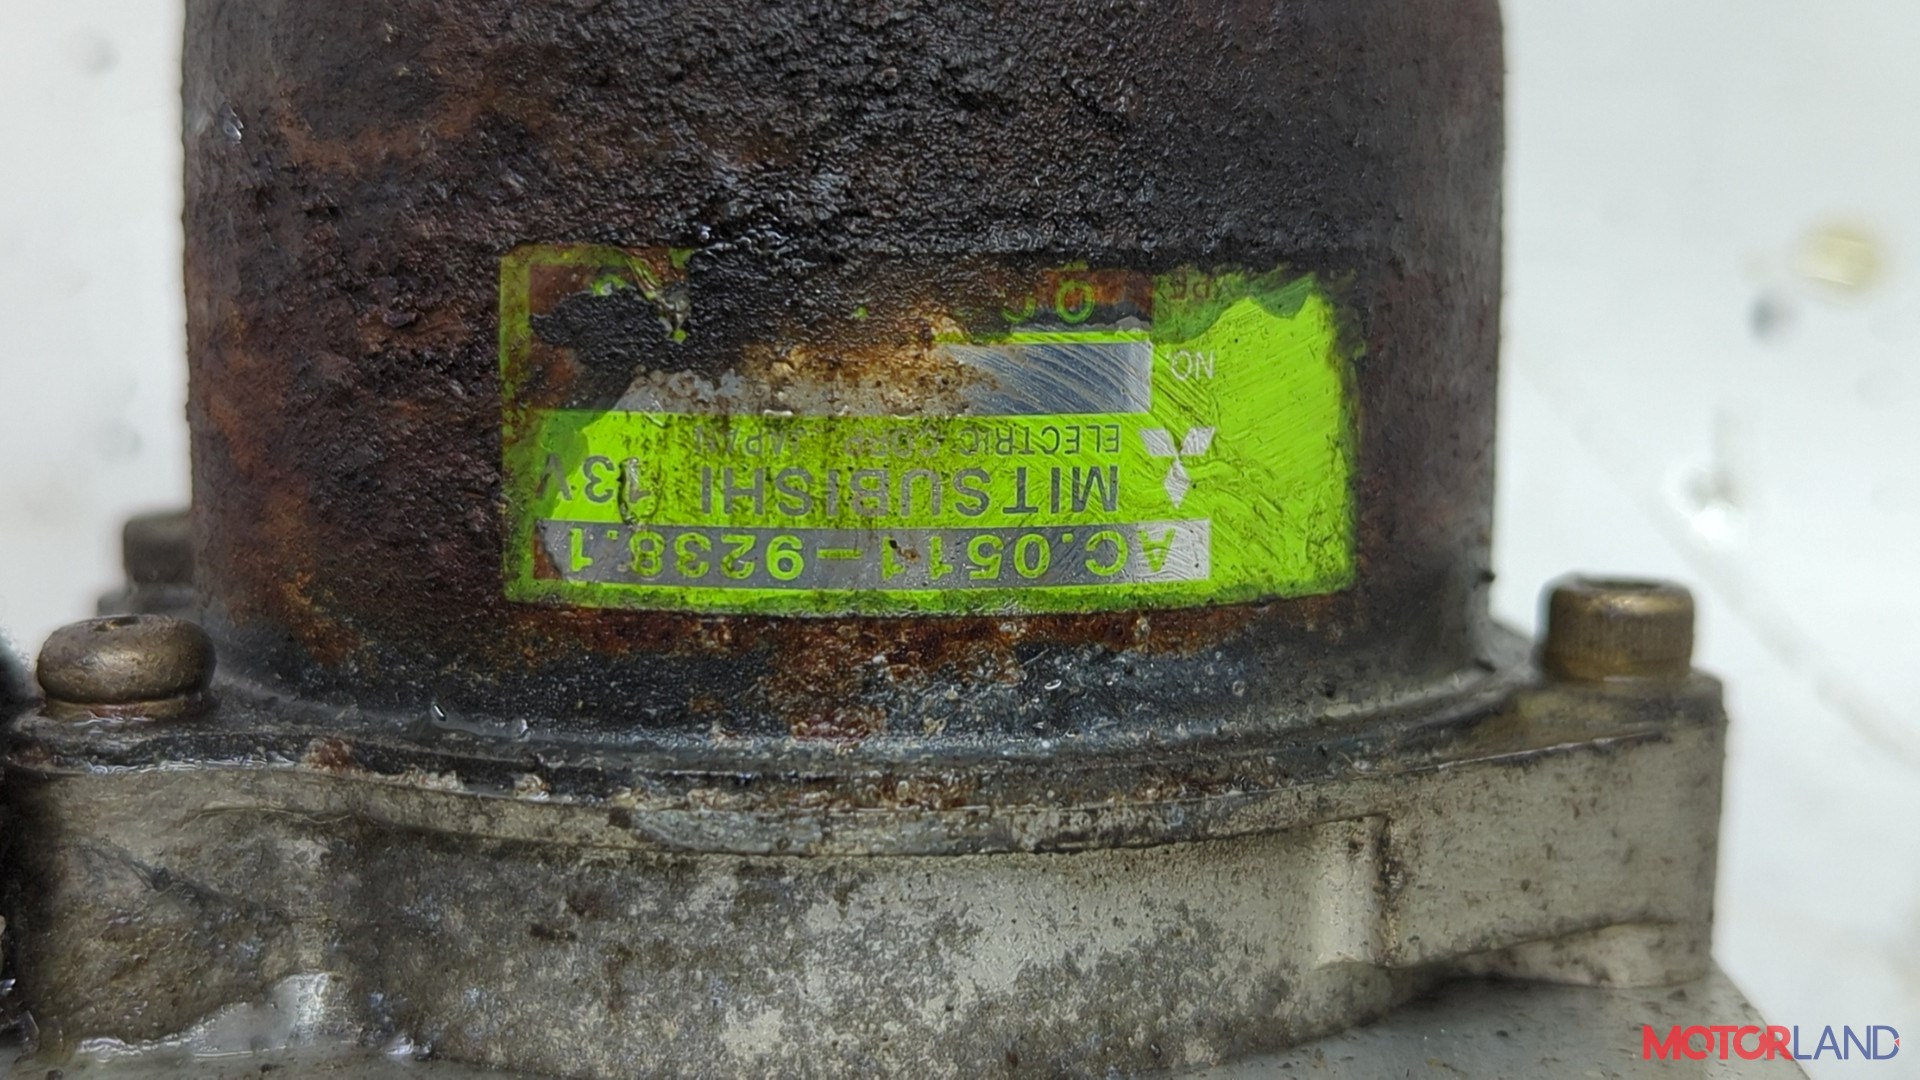 AC.0511-9238.1
MITSUBISHI 13V
ELECTRIC CORP. JAPAN
NO.
MOTORLAND